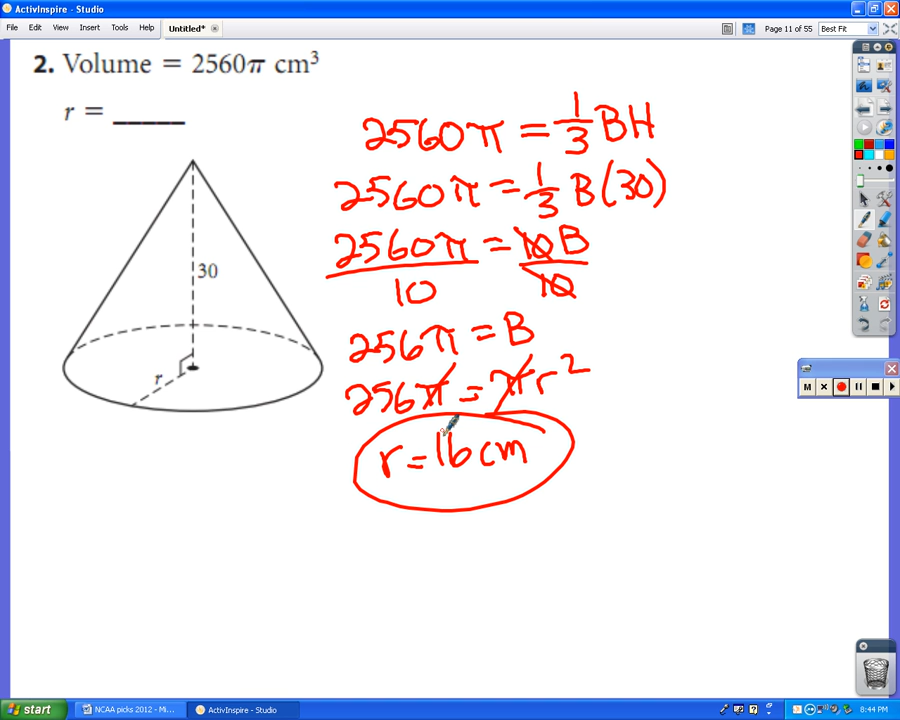 ActivInspire - Studio
File Edit View Insert Tools Help Untitled* Page 11 of 55 Best Fit
2. Volume = 2560π cm³
r = _____
30
r
2560π = 1/3 BH
2560π = 1/3 B(30)
2560π/10 = 10B/10
256π = B
256π = πr²
r = 16 cm
M
start NCAA picks 2012 - Mi... ActivInspire - Studio 8:44 PM